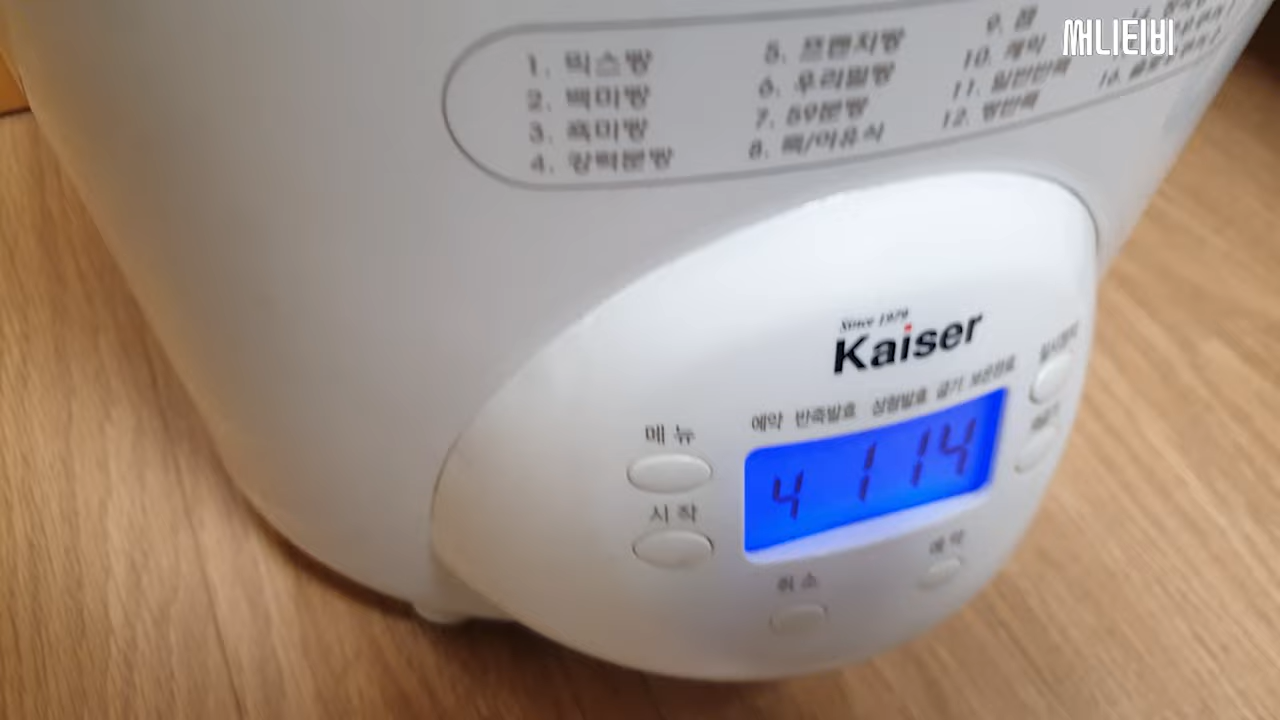 써니티비
1. 믹스빵
2. 백미빵
3. 흑미빵
4. 강력분빵
5. 프렌치빵
6. 우리밀빵
7. 59분빵
8. 떡/이유식
9. 잼
10. 케익
11. 일반반죽
12. 빵반죽
Since 1979
Kaiser
예약 반죽발효 성형발효 굽기 보온완료
메뉴
4 1 14
시작
예약
취소